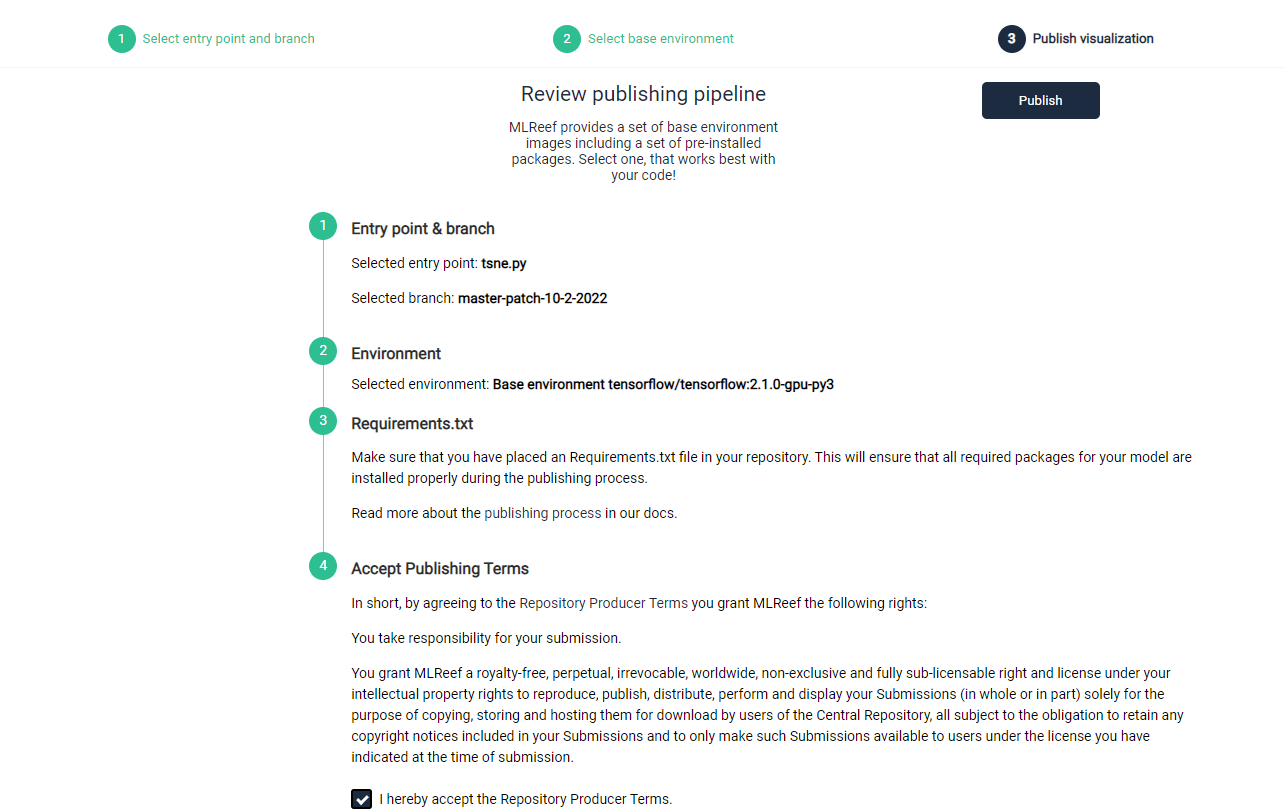 1 Select entry point and branch
2 Select base environment
3 Publish visualization
Review publishing pipeline
Publish
MLReef provides a set of base environment
images including a set of pre-installed
packages. Select one, that works best with
your code!
1 Entry point & branch
Selected entry point: tsne.py
Selected branch: master-patch-10-2-2022
2 Environment
Selected environment: Base environment tensorflow/tensorflow:2.1.0-gpu-py3
3 Requirements.txt
Make sure that you have placed an Requirements.txt file in your repository. This will ensure that all required packages for your model are
installed properly during the publishing process.
Read more about the publishing process in our docs.
4 Accept Publishing Terms
In short, by agreeing to the Repository Producer Terms you grant MLReef the following rights:
You take responsibility for your submission.
You grant MLReef a royalty-free, perpetual, irrevocable, worldwide, non-exclusive and fully sub-licensable right and license under your
intellectual property rights to reproduce, publish, distribute, perform and display your Submissions (in whole or in part) solely for the
purpose of copying, storing and hosting them for download by users of the Central Repository, all subject to the obligation to retain any
copyright notices included in your Submissions and to only make such Submissions available to users under the license you have
indicated at the time of submission.
I hereby accept the Repository Producer Terms.